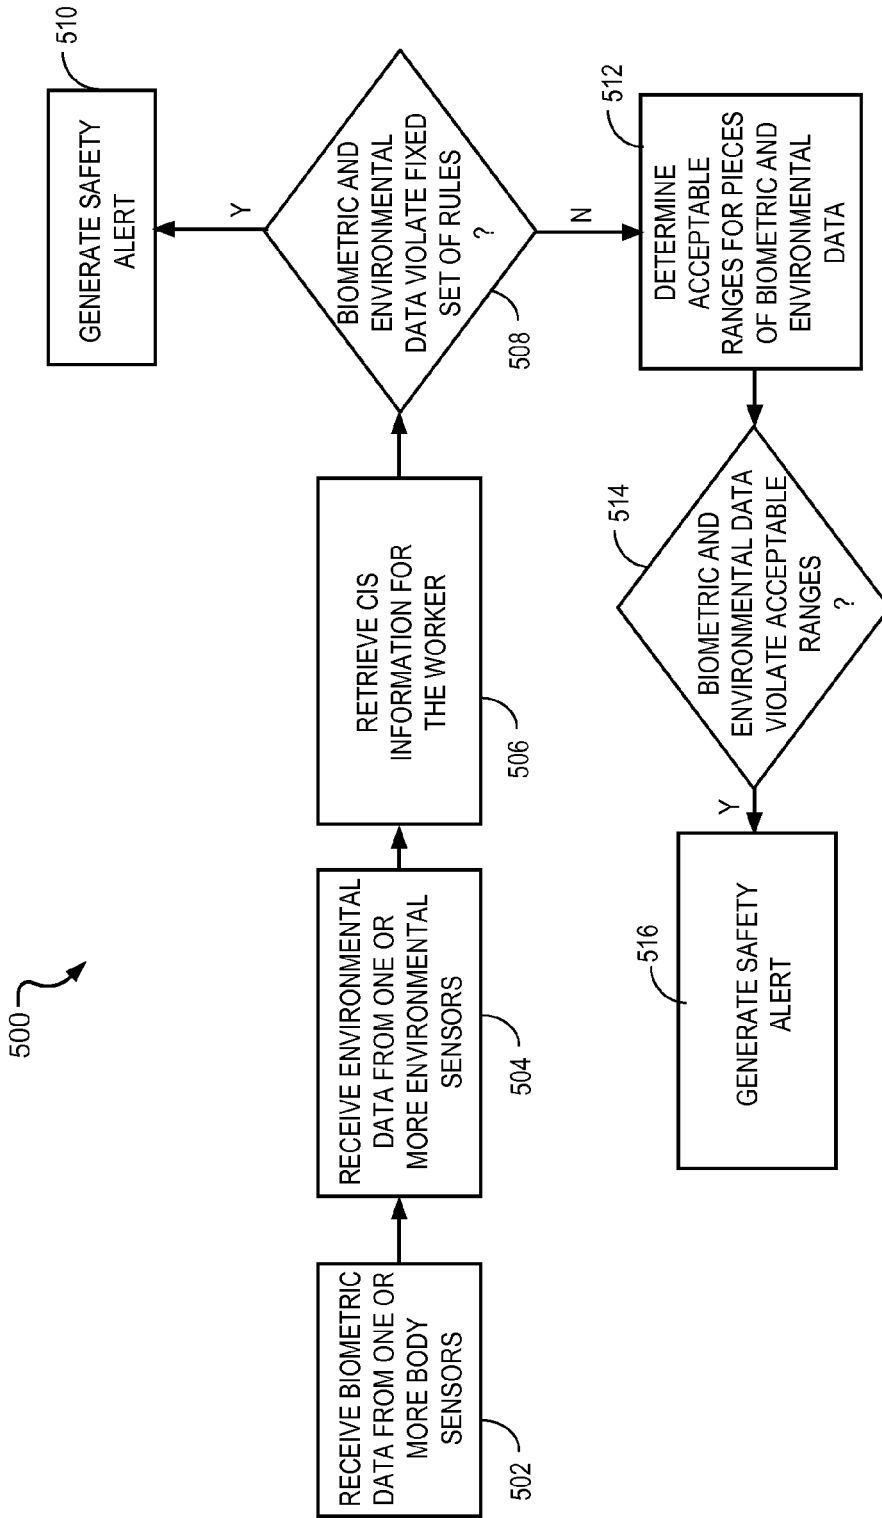 500
RECEIVE BIOMETRIC
DATA FROM ONE OR
MORE BODY
SENSORS
502
RECEIVE ENVIRONMENTAL
DATA FROM ONE OR
MORE ENVIRONMENTAL
SENSORS
504
RETRIEVE CIS
INFORMATION FOR
THE WORKER
506
BIOMETRIC AND
ENVIRONMENTAL
DATA VIOLATE FIXED
SET OF RULES
?
508
Y
GENERATE SAFETY
ALERT
510
N
DETERMINE
ACCEPTABLE
RANGES FOR PIECES
OF BIOMETRIC AND
ENVIRONMENTAL
DATA
512
BIOMETRIC AND
ENVIRONMENTAL DATA
VIOLATE ACCEPTABLE
RANGES
?
514
Y
GENERATE SAFETY
ALERT
516